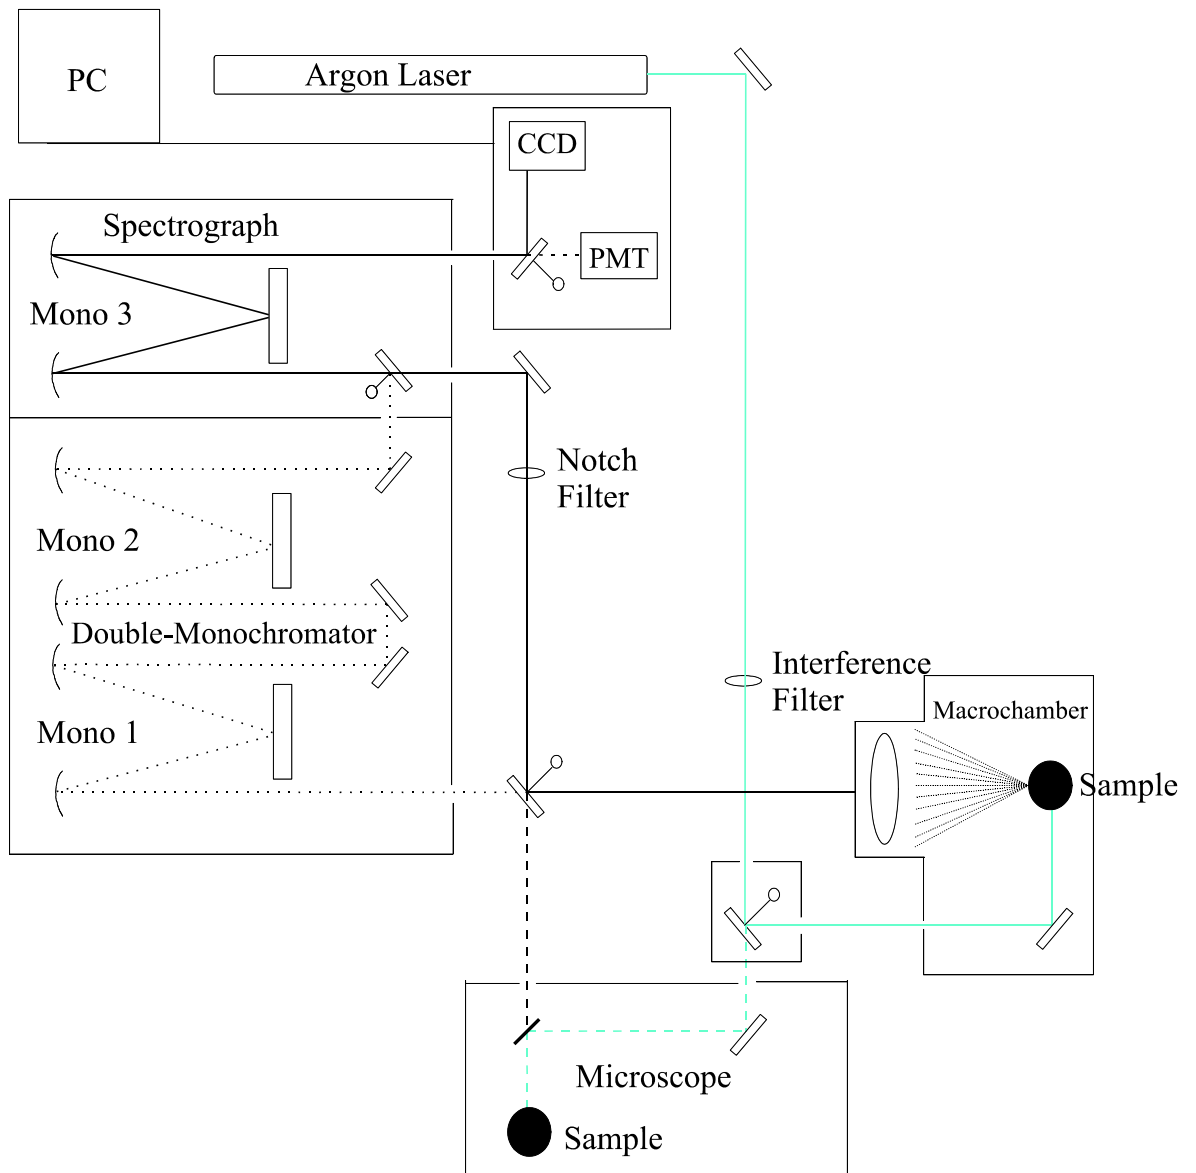 PC
Argon Laser
CCD
Spectrograph
PMT
Mono 3
Notch
Filter
Mono 2
Double-Monochromator
Interference
Filter
Macrochamber
Mono 1
Sample
Microscope
Sample